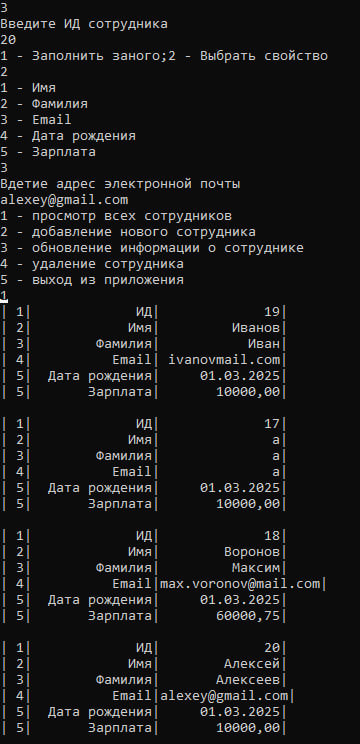 3
Введите ИД сотрудника
20
1 - Заполнить заного;2 - Выбрать свойство
2
1 - Имя
2 - Фамилия
3 - Email
4 - Дата рождения
5 - Зарплата
3
Вдетие адрес электронной почты
alexey@gmail.com
1 - просмотр всех сотрудников
2 - добавление нового сотрудника
3 - обновление информации о сотруднике
4 - удаление сотрудника
5 - выход из приложения
1
| 1|             ИД|             19|
| 2|            Имя|         Иванов|
| 3|        Фамилия|           Иван|
| 4|          Email| ivanovmail.com|
| 5|  Дата рождения|     01.03.2025|
| 5|       Зарплата|       10000,00|
| 1|             ИД|             17|
| 2|            Имя|              а|
| 3|        Фамилия|              а|
| 4|          Email|              а|
| 5|  Дата рождения|     01.03.2025|
| 5|       Зарплата|       10000,00|
| 1|             ИД|             18|
| 2|            Имя|        Воронов|
| 3|        Фамилия|         Максим|
| 4|          Email|max.voronov@mail.com|
| 5|  Дата рождения|     01.03.2025|
| 5|       Зарплата|       60000,75|
| 1|             ИД|             20|
| 2|            Имя|        Алексей|
| 3|        Фамилия|       Алексеев|
| 4|          Email|alexey@gmail.com|
| 5|  Дата рождения|     01.03.2025|
| 5|       Зарплата|       10000,00|